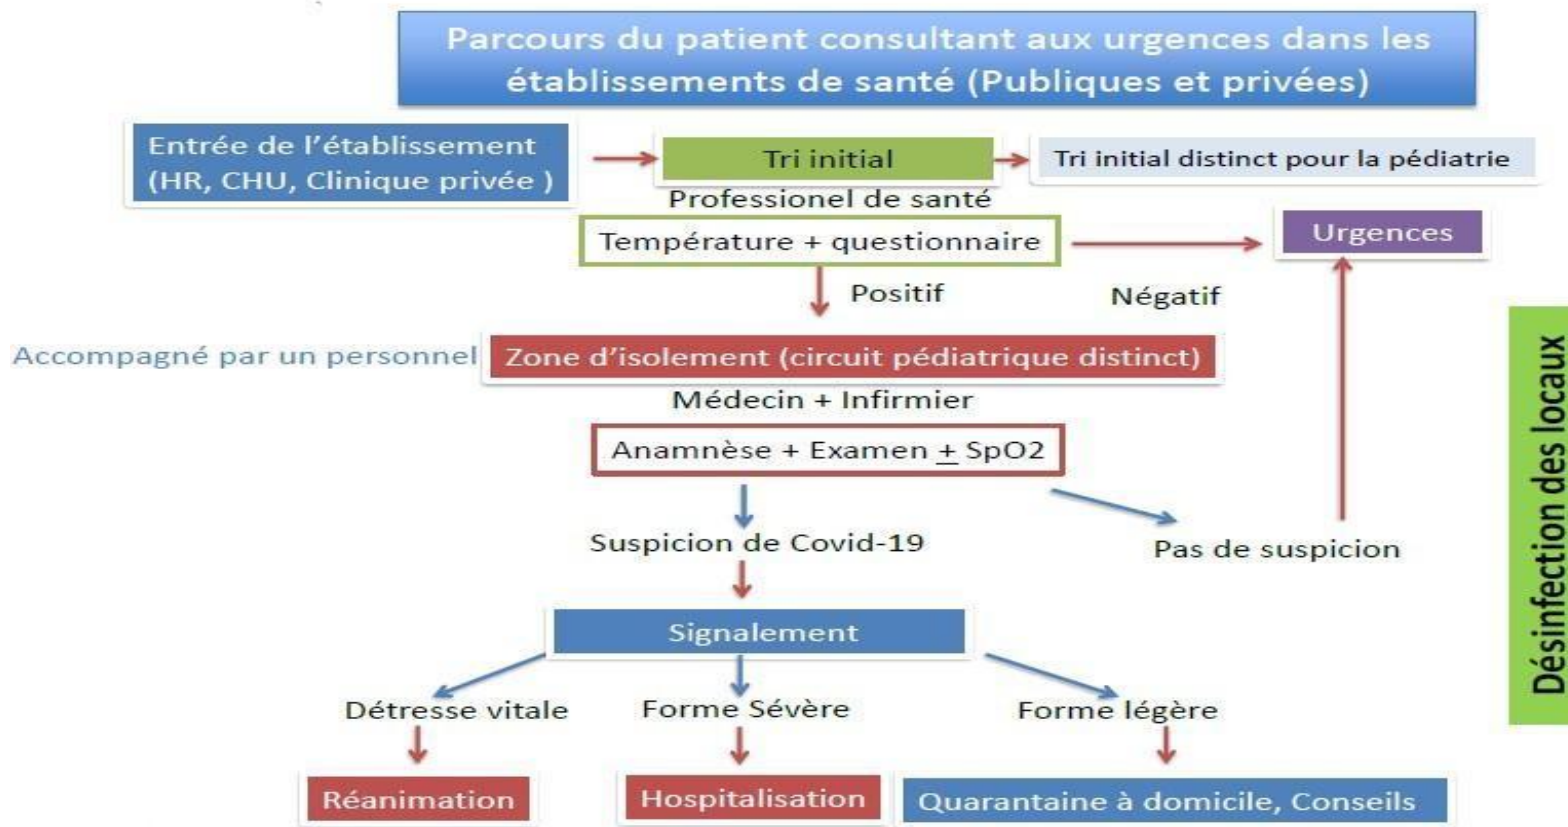 Parcours du patient consultant aux urgences dans les
établissements de santé (Publiques et privées)
Entrée de l’établissement
(HR, CHU, Clinique privée )
Tri initial
Tri initial distinct pour la pédiatrie
Professionel de santé
Température + questionnaire
Urgences
Positif
Négatif
Accompagné par un personnel
Zone d’isolement (circuit pédiatrique distinct)
Médecin + Infirmier
Anamnèse + Examen ± SpO2
Suspicion de Covid-19
Pas de suspicion
Signalement
Détresse vitale
Forme Sévère
Forme légère
Réanimation
Hospitalisation
Quarantaine à domicile, Conseils
Désinfection des locaux